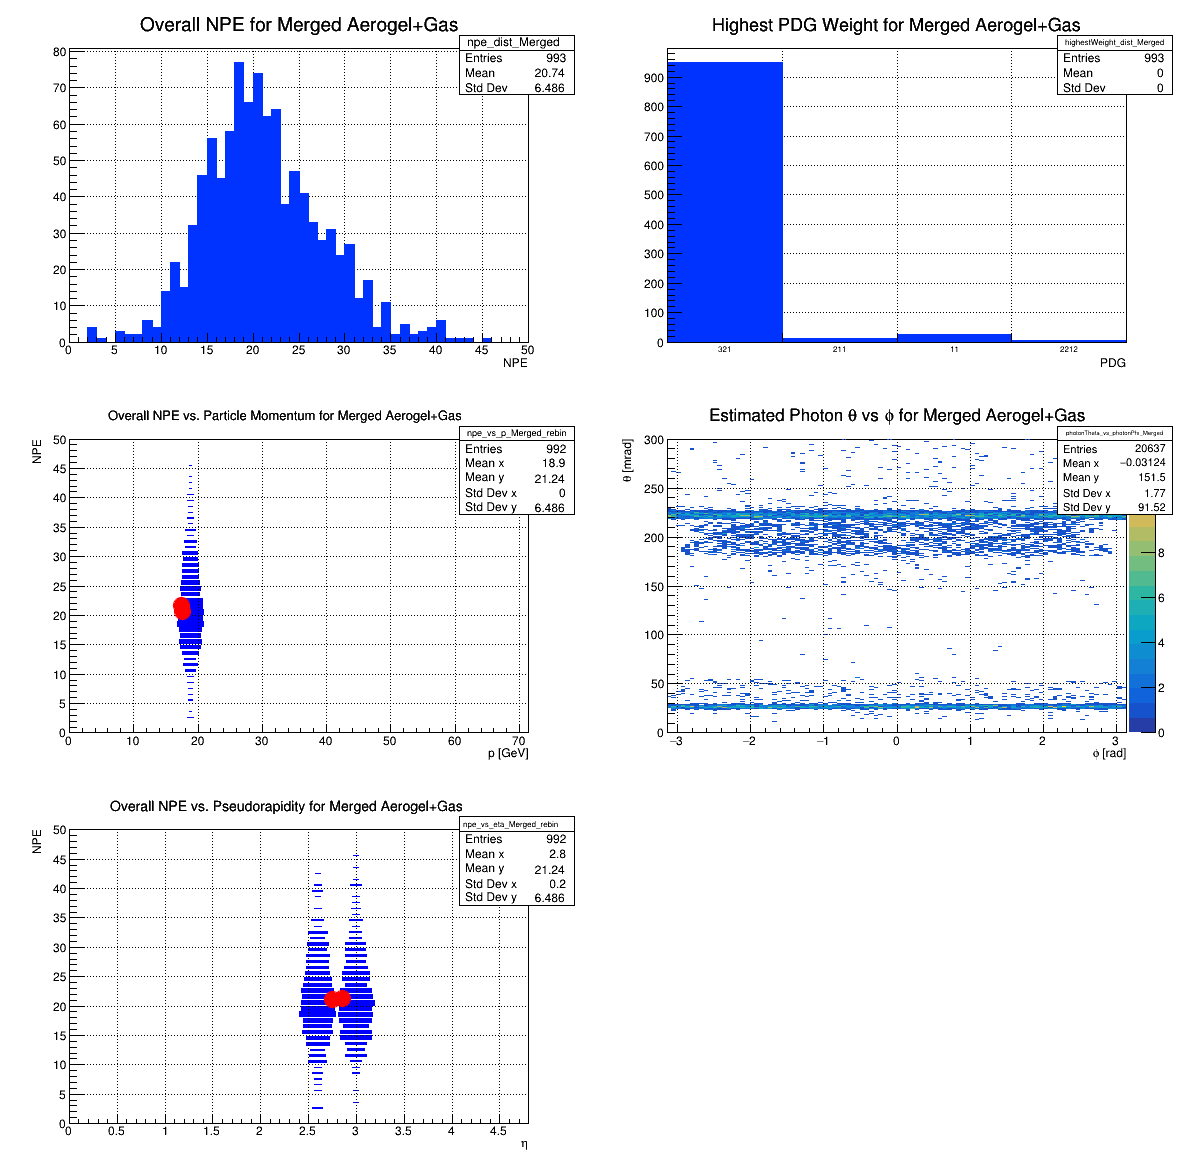 Overall NPE for Merged Aerogel+Gas
npe_dist_Merged
Entries 993
Mean 20.74
Std Dev 6.486
80
70
60
50
40
30
20
10
0
0 5 10 15 20 25 30 35 40 45 50
NPE
Highest PDG Weight for Merged Aerogel+Gas
highestWeight_dist_Merged
Entries 993
Mean 0
Std Dev 0
900
800
700
600
500
400
300
200
100
0
321 211 11 2212
PDG
Overall NPE vs. Particle Momentum for Merged Aerogel+Gas
npe_vs_p_Merged_rebin
Entries 992
Mean x 18.9
Mean y 21.24
Std Dev x 0
Std Dev y 6.486
NPE
50
45
40
35
30
25
20
15
10
5
0
0 10 20 30 40 50 60 70
p [GeV]
Estimated Photon θ vs ϕ for Merged Aerogel+Gas
photonTheta_vs_photonPhi_Merged
Entries 20637
Mean x −0.03124
Mean y 151.5
Std Dev x 1.77
Std Dev y 91.52
θ [mrad]
300
250
200
150
100
50
0
−3 −2 −1 0 1 2 3
ϕ [rad]
8
6
4
2
0
Overall NPE vs. Pseudorapidity for Merged Aerogel+Gas
npe_vs_eta_Merged_rebin
Entries 992
Mean x 2.8
Mean y 21.24
Std Dev x 0.2
Std Dev y 6.486
NPE
50
45
40
35
30
25
20
15
10
5
0
0 0.5 1 1.5 2 2.5 3 3.5 4 4.5
η